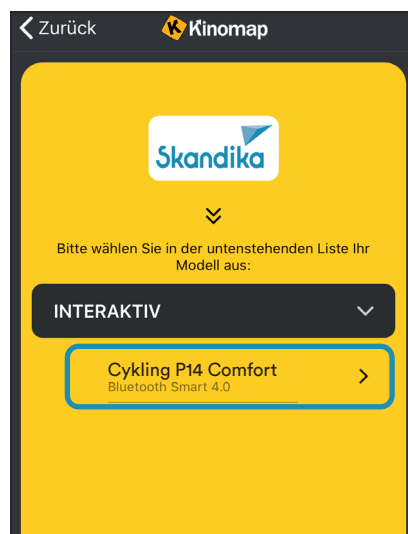 Zurück
Kinomap
Skandika
Bitte wählen Sie in der untenstehenden Liste Ihr
Modell aus:
INTERAKTIV
Cykling P14 Comfort
Bluetooth Smart 4.0